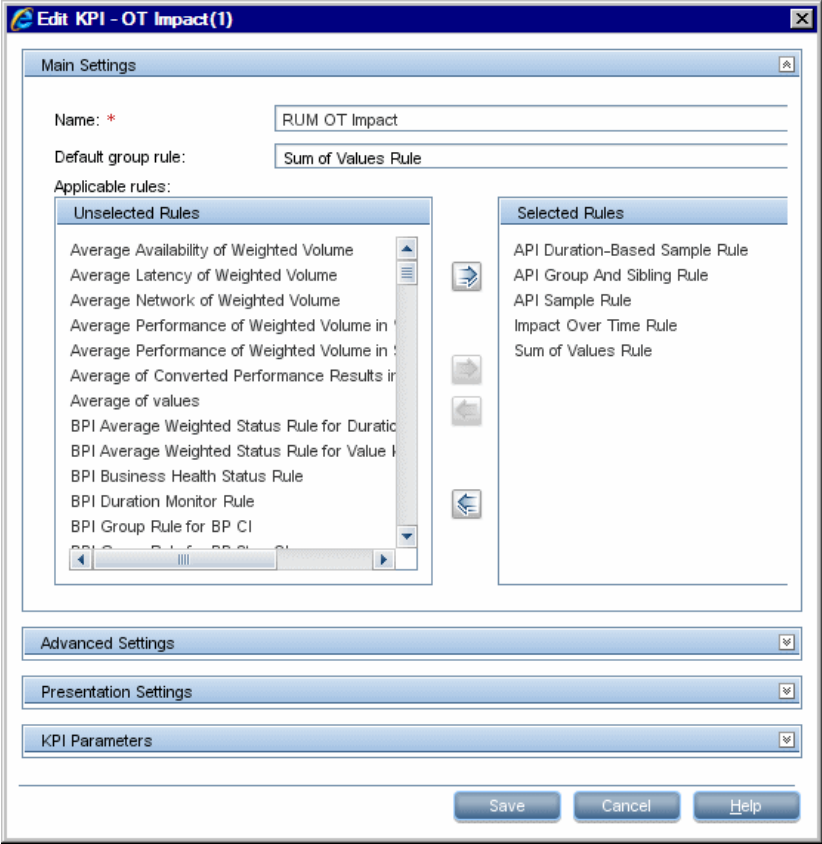 Edit KPI - OT Impact(1)
Main Settings
Name: *
RUM OT Impact
Default group rule:
Sum of Values Rule
Applicable rules:
Unselected Rules
Average Availability of Weighted Volume
Average Latency of Weighted Volume
Average Network of Weighted Volume
Average Performance of Weighted Volume in
Average Performance of Weighted Volume in
Average of Converted Performance Results in
Average of values
BPI Average Weighted Status Rule for Duratio
BPI Average Weighted Status Rule for Value
BPI Business Health Status Rule
BPI Duration Monitor Rule
BPI Group Rule for BP CI
Selected Rules
API Duration-Based Sample Rule
API Group And Sibling Rule
API Sample Rule
Impact Over Time Rule
Sum of Values Rule
Advanced Settings
Presentation Settings
KPI Parameters
Save
Cancel
Help